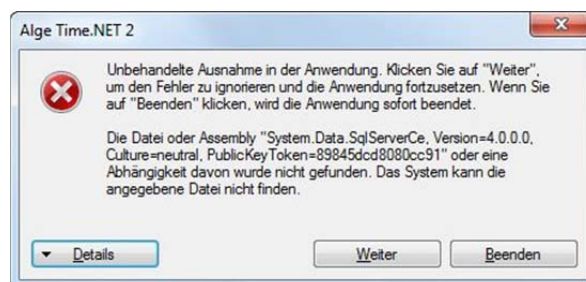 Alge Time.NET 2
Unbehandelte Ausnahme in der Anwendung. Klicken Sie auf "Weiter",
um den Fehler zu ignorieren und die Anwendung fortzusetzen. Wenn Sie
auf "Beenden" klicken, wird die Anwendung sofort beendet.
Die Datei oder Assembly "System.Data.SqlServerCe, Version=4.0.0.0,
Culture=neutral, PublicKeyToken=89845dcd8080cc91" oder eine
Abhängigkeit davon wurde nicht gefunden. Das System kann die
angegebene Datei nicht finden.
Details Weiter Beenden